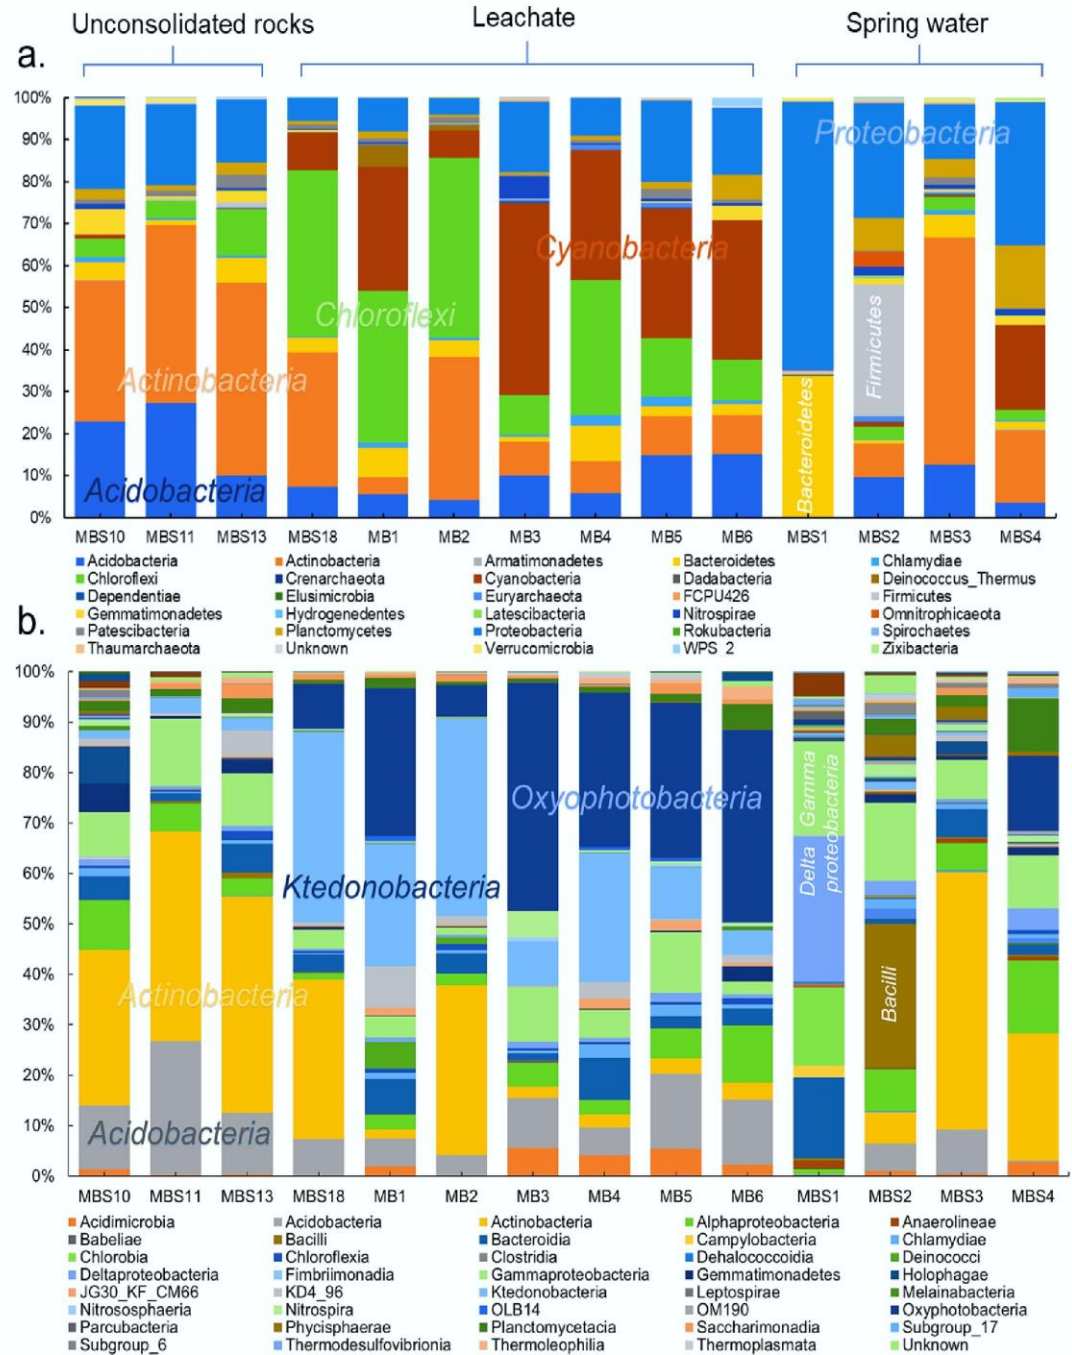 Unconsolidated rocks Leachate Spring water
a.
100%
90%
80%
70%
60%
50%
40%
30%
20%
10%
0%
Proteobacteria
Cyanobacteria
Chloroflexi
Firmicutes
Actinobacteria
Bacteroidetes
Acidobacteria
MBS10 MBS11 MBS13 MBS18 MB1 MB2 MB3 MB4 MB5 MB6 MBS1 MBS2 MBS3 MBS4
Acidobacteria Actinobacteria Armatimonadetes Bacteroidetes Chlamydiae
Chloroflexi Crenarchaeota Cyanobacteria Dadabacteria Deinococcus_Thermus
Dependentiae Elusimicrobia Euryarchaeota FCPU426 Firmicutes
Gemmatimonadetes Hydrogenedentes Latescibacteria Nitrospirae Omnitrophicaeota
Patescibacteria Planctomycetes Proteobacteria Rokubacteria Spirochaetes
Thaumarchaeota Unknown Verrucomicrobia WPS_2 Zixibacteria
b.
100%
90%
80%
70%
60%
50%
40%
30%
20%
10%
0%
Gamma
Delta proteobacteria
Oxyophotobacteria
Ktedonobacteria
Bacilli
Actinobacteria
Acidobacteria
MBS10 MBS11 MBS13 MBS18 MB1 MB2 MB3 MB4 MB5 MB6 MBS1 MBS2 MBS3 MBS4
Acidimicrobia Acidobacteria Actinobacteria Alphaproteobacteria Anaerolineae
Babeliae Bacilli Bacteroidia Campylobacteria Chlamydiae
Chlorobia Chloroflexia Clostridia Dehalococcoidia Deinococci
Deltaproteobacteria Fimbriimonadia Gammaproteobacteria Gemmatimonadetes Holophagae
JG30_KF_CM66 KD4_96 Ktedonobacteria Leptospirae Melainabacteria
Nitrososphaeria Nitrospira OLB14 OM190 Oxyphotobacteria
Parcubacteria Phycisphaerae Planctomycetacia Saccharimonadia Subgroup_17
Subgroup_6 Thermodesulfovibrionia Thermoleophilia Thermoplasmata Unknown